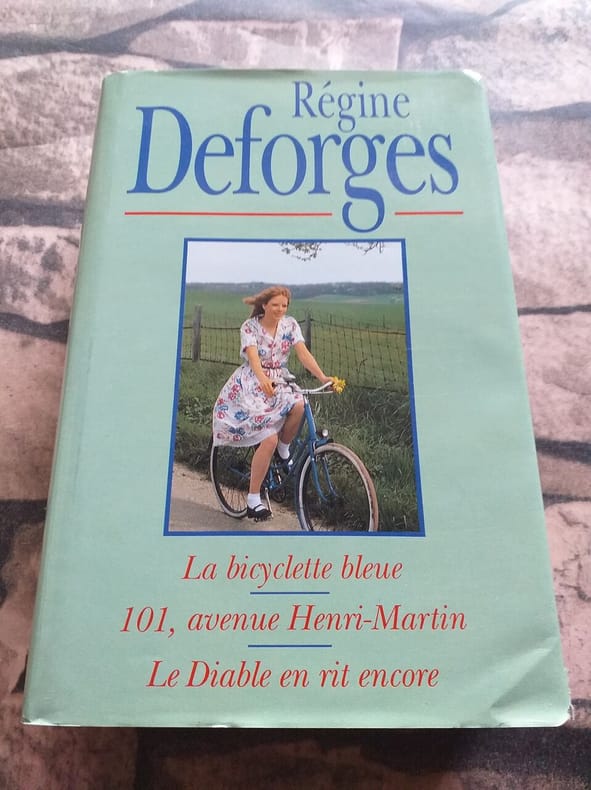 Régine
Deforges
La bicyclette bleue
101, avenue Henri-Martin
Le Diable en rit encore